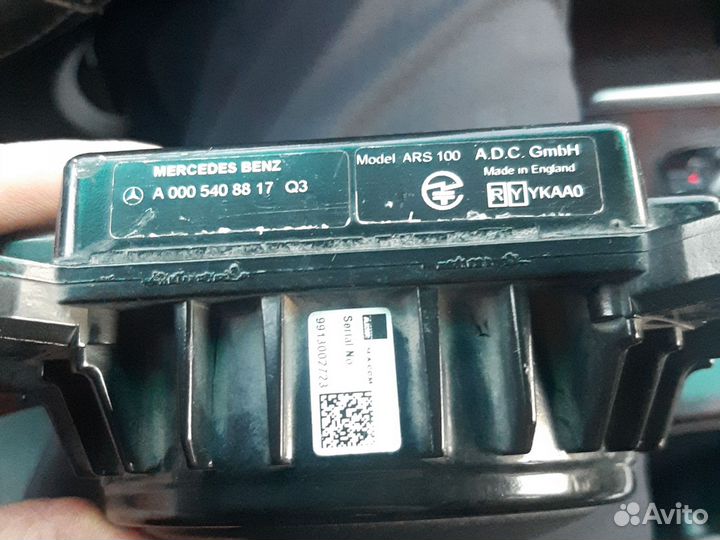 MERCEDES BENZ
A 000 540 88 17 Q3
Model ARS 100 A.D.C. GmbH
Made in England
R Y YKAA0
Serial No
9913002723
Avito